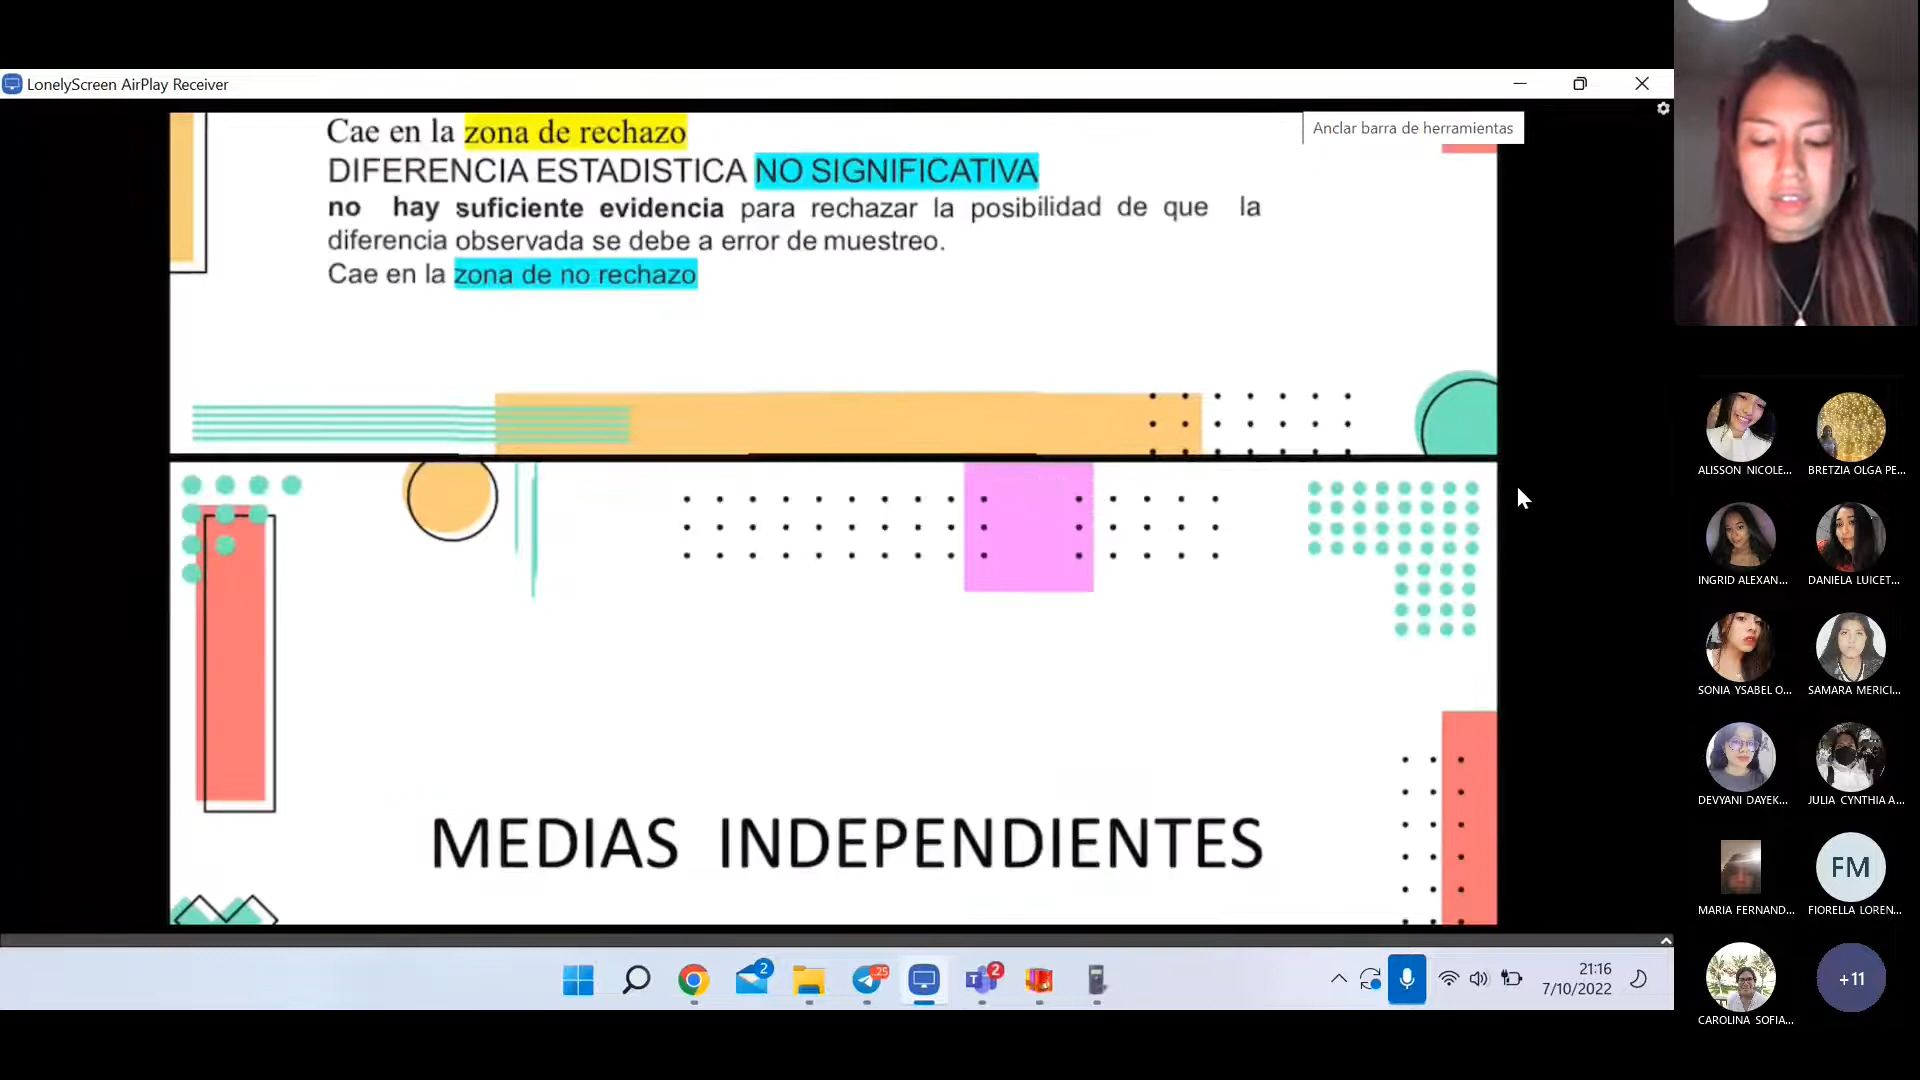 LonelyScreen AirPlay Receiver
Anclar barra de herramientas
Cae en la zona de rechazo
DIFERENCIA ESTADISTICA NO SIGNIFICATIVA
no hay suficiente evidencia para rechazar la posibilidad de que la
diferencia observada se debe a error de muestreo.
Cae en la zona de no rechazo
MEDIAS INDEPENDIENTES
ALISSON NICOLE...
BRETZIA OLGA PE...
INGRID ALEXAN...
DANIELA LUICET...
SONIA YSABEL O...
SAMARA MERICI...
DEVYANI DAYEK...
JULIA CYNTHIA A...
FM
MARIA FERNAND...
FIORELLA LOREN...
+11
CAROLINA SOFIA...
2
25
T
2
21:16
7/10/2022